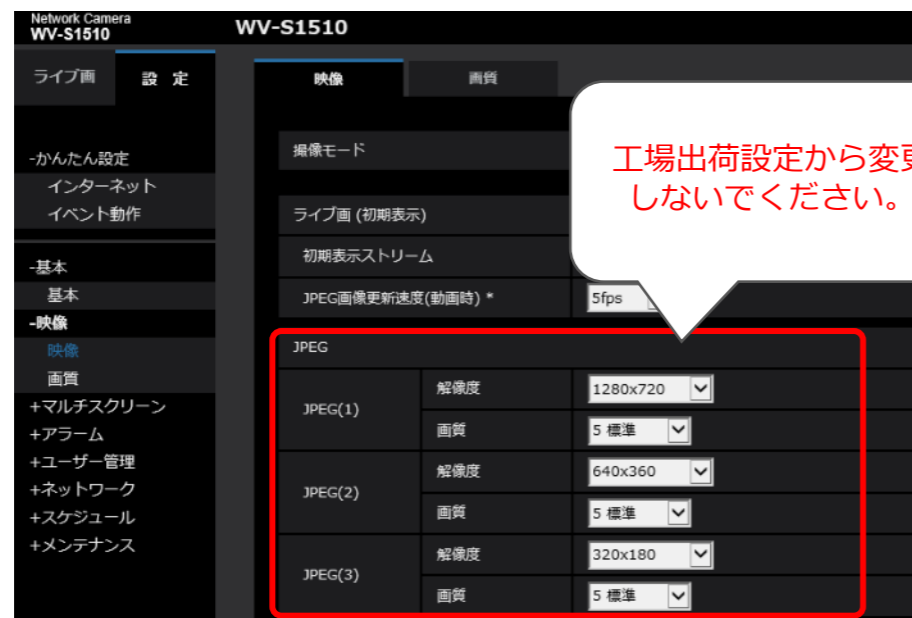 Network Camera
WV-S1510
WV-S1510
ライブ画
設 定
映像
画質
-かんたん設定
インターネット
イベント動作
-基本
基本
-映像
映像
画質
+マルチスクリーン
+アラーム
+ユーザー管理
+ネットワーク
+スケジュール
+メンテナンス
撮像モード
ライブ画 (初期表示)
初期表示ストリーム
JPEG画像更新速度(動画時) *
5fps
工場出荷設定から変更
しないでください。
JPEG
JPEG(1)
解像度
1280x720
画質
5 標準
JPEG(2)
解像度
640x360
画質
5 標準
JPEG(3)
解像度
320x180
画質
5 標準